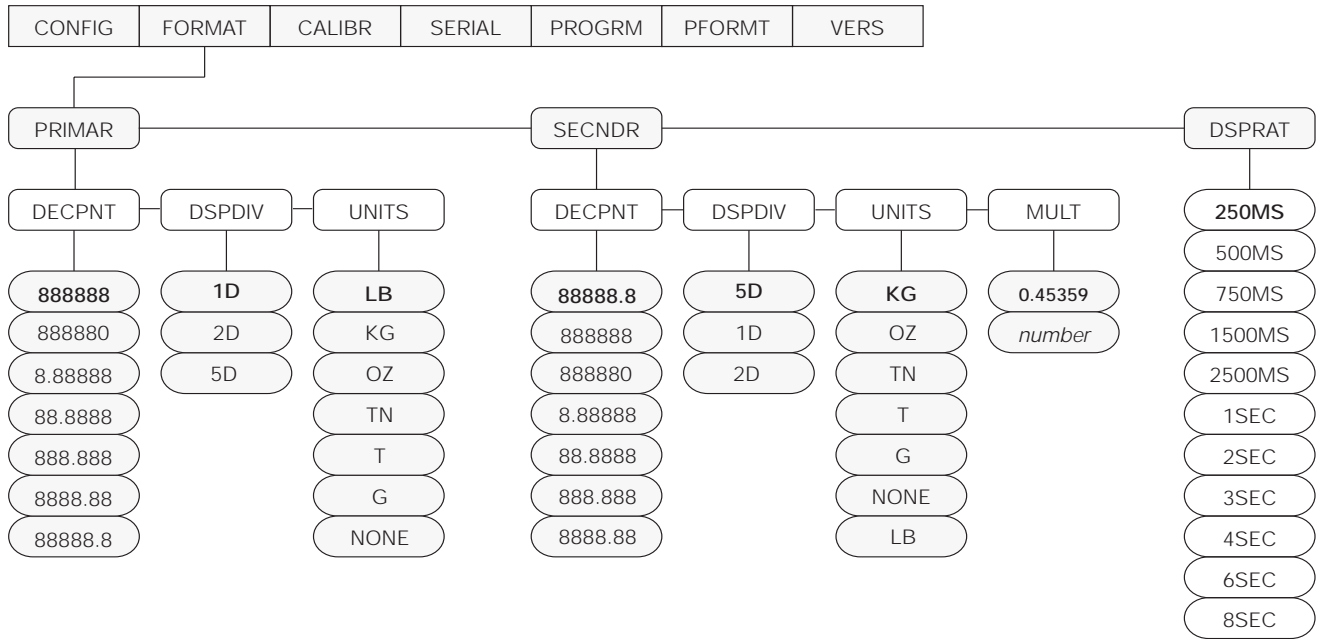 CONFIG FORMAT CALIBR SERIAL PROGRM PFORMT VERS
PRIMAR SECNDR DSPRAT
DECPNT DSPDIV UNITS DECPNT DSPDIV UNITS MULT 250MS
500MS
888888 1D LB 88888.8 5D KG 0.45359 750MS
888880 2D KG 888888 1D OZ number 1500MS
8.88888 5D OZ 888880 2D TN 2500MS
88.8888 TN 8.88888 T 1SEC
888.888 T 88.8888 G 2SEC
8888.88 G 888.888 NONE 3SEC
88888.8 NONE 8888.88 LB 4SEC
6SEC
8SEC